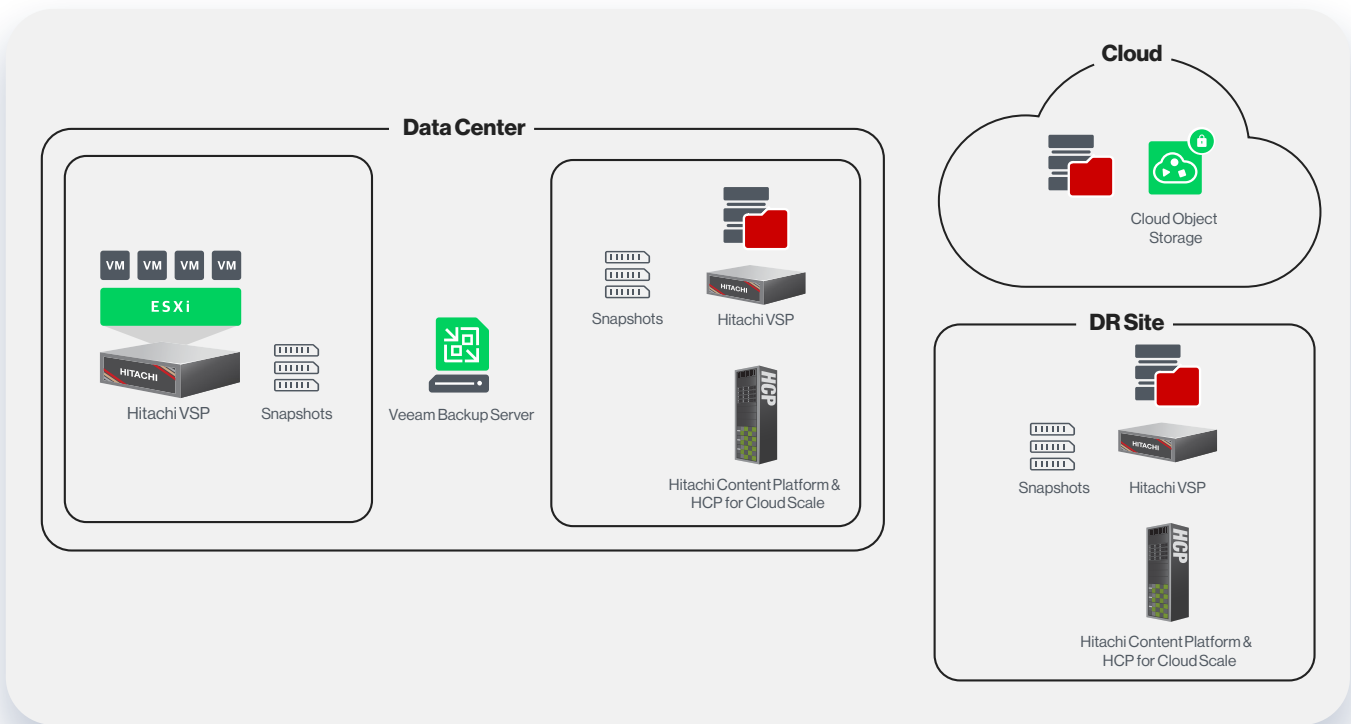 Data Center
VM VM VM VM
ESXi
HITACHI
Hitachi VSP
Snapshots
Veeam Backup Server
Snapshots
HITACHI
Hitachi VSP
HCP
Hitachi Content Platform &
HCP for Cloud Scale
Cloud
Cloud Object
Storage
DR Site
Snapshots
HITACHI
Hitachi VSP
HCP
Hitachi Content Platform &
HCP for Cloud Scale